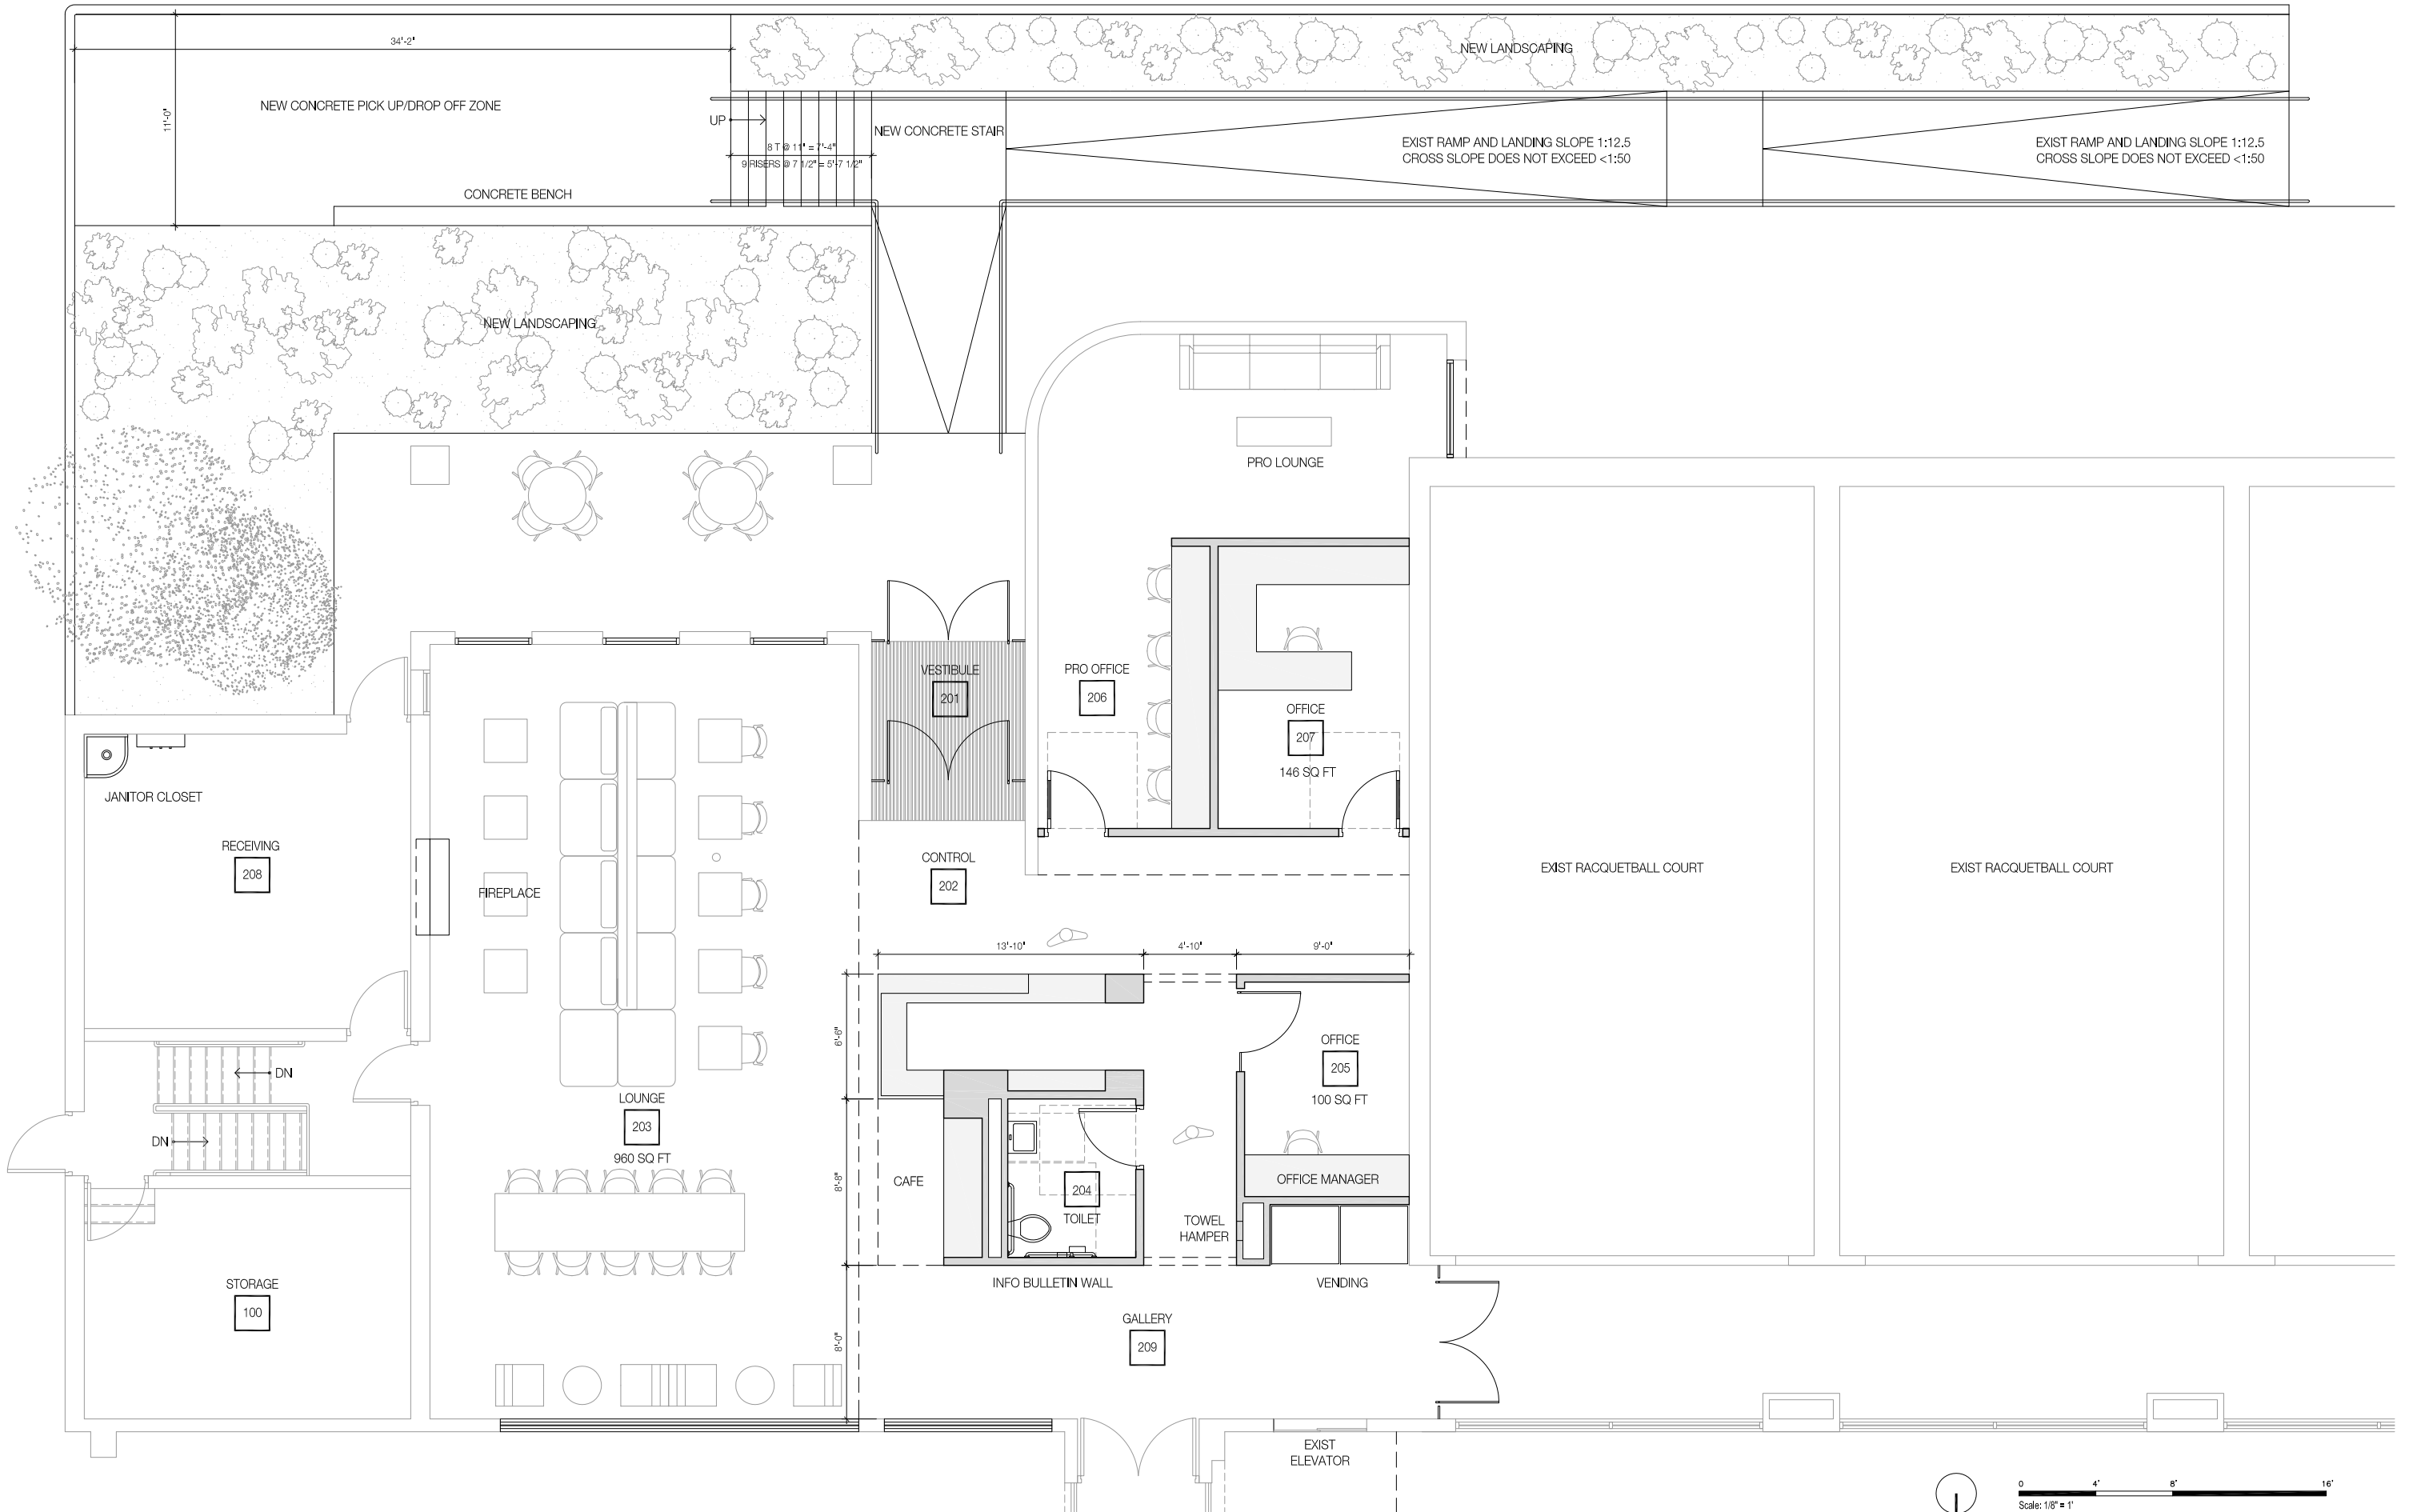 34'-2"
NEW LANDSCAPING
NEW CONCRETE PICK UP/DROP OFF ZONE
11'-0"
UP
NEW CONCRETE STAIR
8 T @ 11" = 7'-4"
9 RISERS @ 7 1/2" = 5'-7 1/2"
EXIST RAMP AND LANDING SLOPE 1:12.5
CROSS SLOPE DOES NOT EXCEED <1:50
EXIST RAMP AND LANDING SLOPE 1:12.5
CROSS SLOPE DOES NOT EXCEED <1:50
CONCRETE BENCH
NEW LANDSCAPING
PRO LOUNGE
VESTIBULE
201
PRO OFFICE
206
OFFICE
207
146 SQ FT
JANITOR CLOSET
RECEIVING
208
FIREPLACE
CONTROL
202
EXIST RACQUETBALL COURT
EXIST RACQUETBALL COURT
13'-10"
4'-10"
9'-0"
6'-6"
OFFICE
205
100 SQ FT
DN
DN
LOUNGE
203
960 SQ FT
8'-8"
CAFE
204
TOILET
OFFICE MANAGER
TOWEL
HAMPER
STORAGE
100
INFO BULLETIN WALL
VENDING
8'-0"
GALLERY
209
EXIST
ELEVATOR
0 4' 8' 16'
Scale: 1/8" = 1'